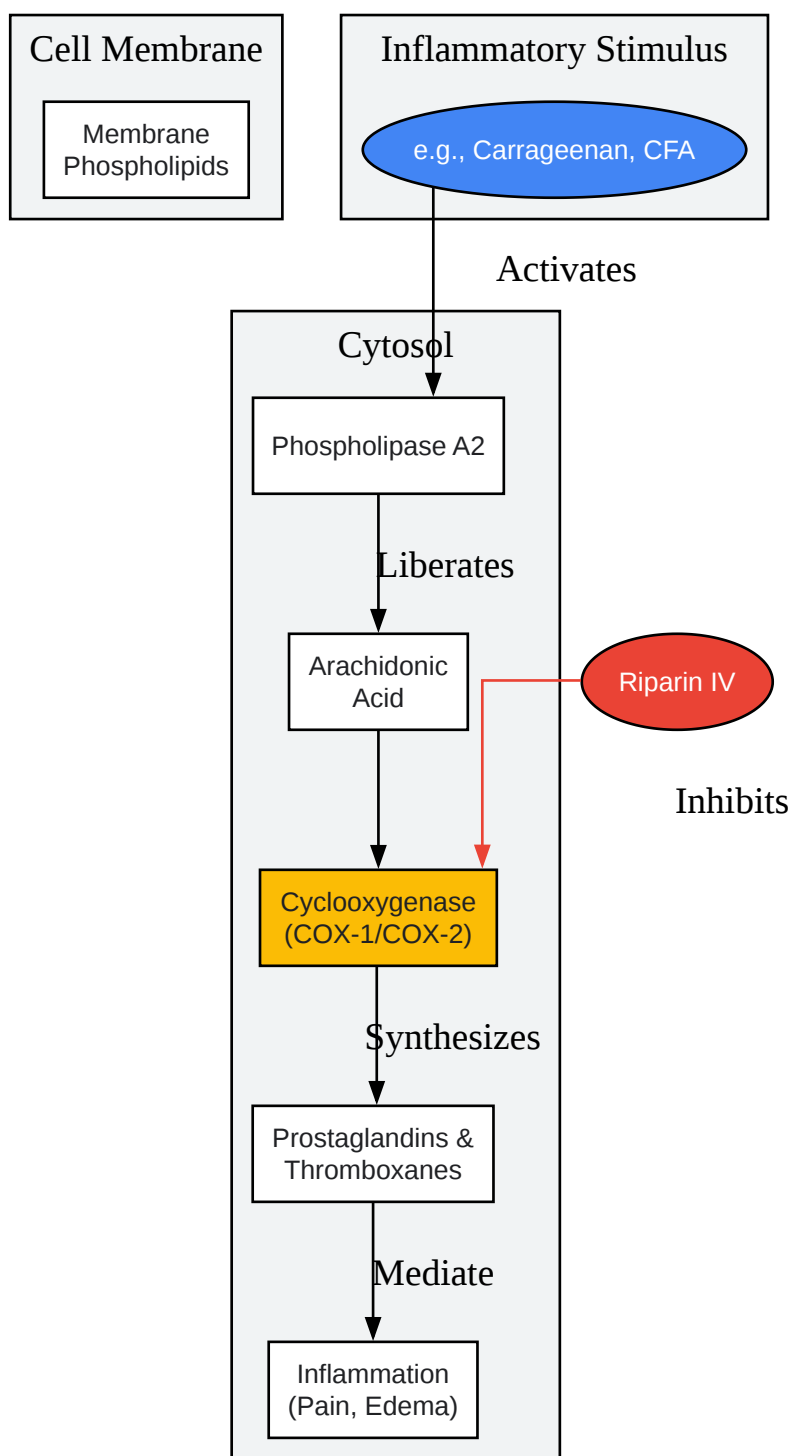 Cell Membrane
Membrane
Phospholipids
Inflammatory Stimulus
e.g., Carrageenan, CFA
Activates
Cytosol
Phospholipase A2
Liberates
Arachidonic
Acid
Riparin IV
Inhibits
Cyclooxygenase
(COX-1/COX-2)
Synthesizes
Prostaglandins &
Thromboxanes
Mediate
Inflammation
(Pain, Edema)